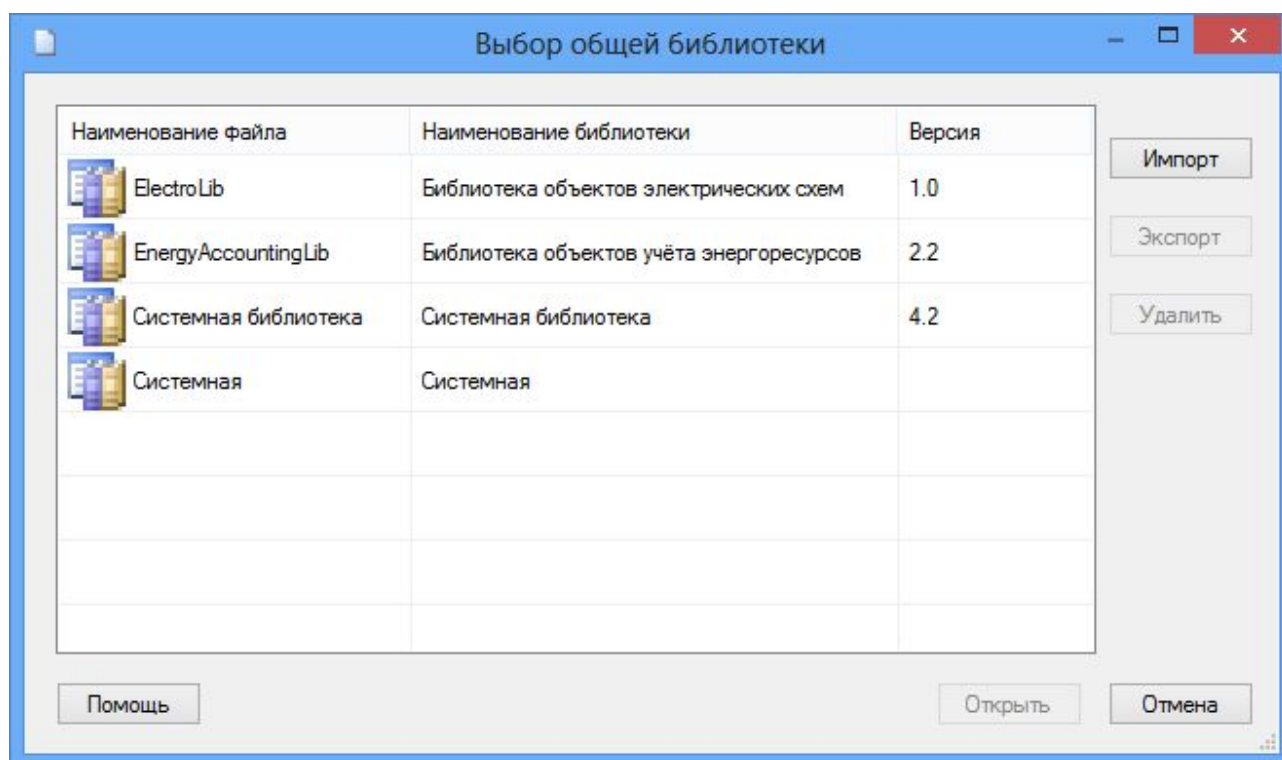 Выбор общей библиотеки
Наименование файла Наименование библиотеки Версия
Импорт
ElectroLib Библиотека объектов электрических схем 1.0
Экспорт
EnergyAccountingLib Библиотека объектов учёта энергоресурсов 2.2
Системная библиотека Системная библиотека 4.2
Удалить
Системная Системная
Помощь Открыть Отмена